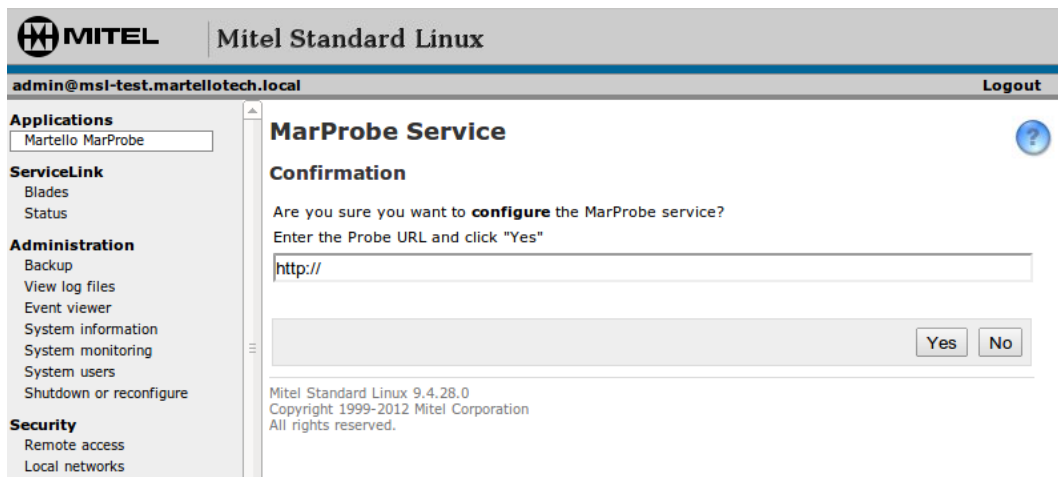 MITEL
Mitel Standard Linux
admin@msl-test.martellotech.local
Logout
Applications
Martello MarProbe
ServiceLink
Blades
Status
Administration
Backup
View log files
Event viewer
System information
System monitoring
System users
Shutdown or reconfigure
Security
Remote access
Local networks
MarProbe Service
?
Confirmation
Are you sure you want to configure the MarProbe service?
Enter the Probe URL and click "Yes"
http://
Yes
No
Mitel Standard Linux 9.4.28.0
Copyright 1999-2012 Mitel Corporation
All rights reserved.